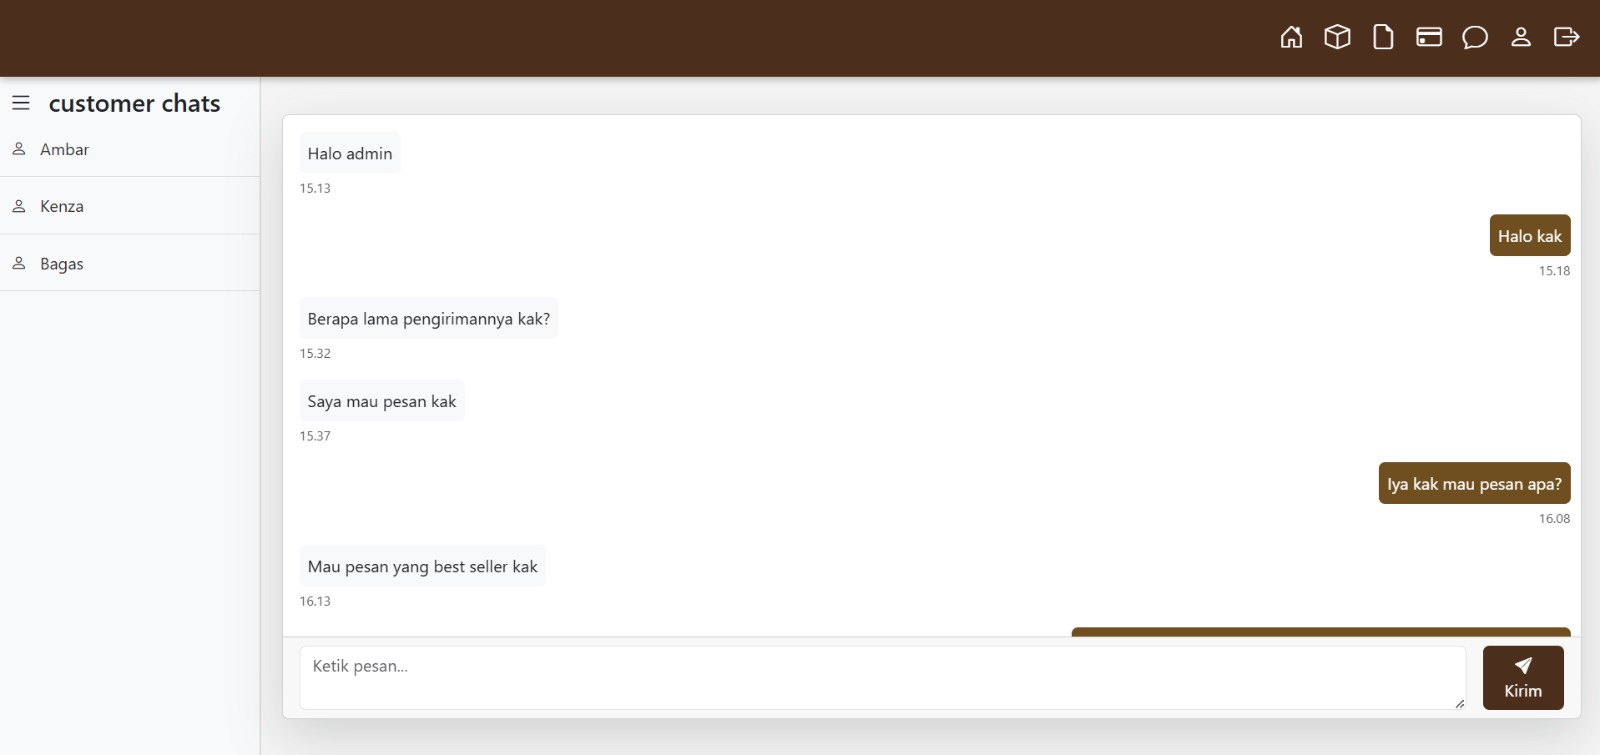 customer chats
Ambar
Kenza
Bagas
Halo admin
15.13
Halo kak
15.18
Berapa lama pengirimannya kak?
15.32
Saya mau pesan kak
15.37
Iya kak mau pesan apa?
16.08
Mau pesan yang best seller kak
16.13
Ketik pesan...
Kirim